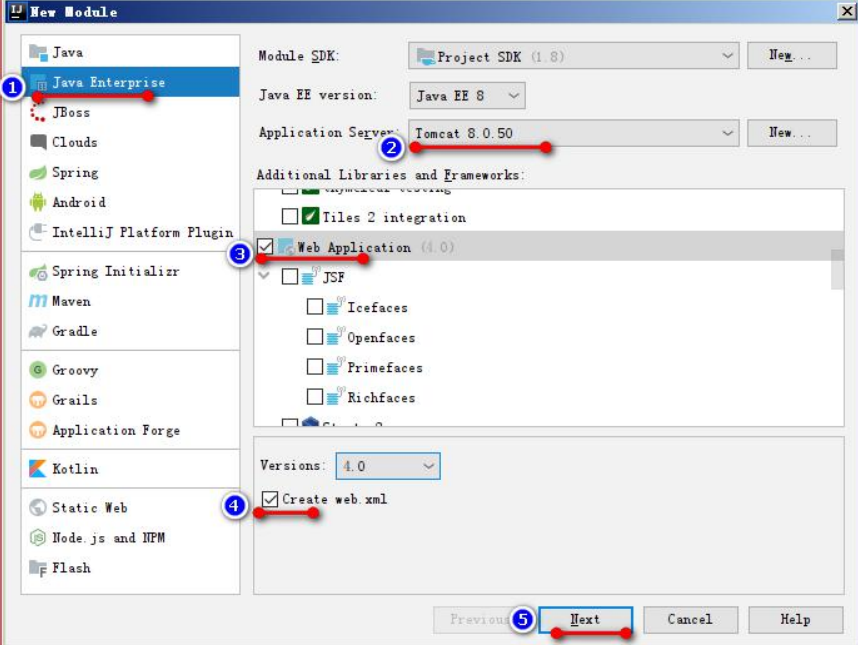 New Module
Java
Java Enterprise
JBoss
Clouds
Spring
Android
IntelliJ Platform Plugin
Spring Initializr
Maven
Gradle
Groovy
Grails
Application Forge
Kotlin
Static Web
Node.js and NPM
Flash
Module SDK: Project SDK (1.8) New...
Java EE version: Java EE 8
Application Server: Tomcat 8.0.50 New...
Additional Libraries and Frameworks:
Tiles 2 integration
Web Application (4.0)
JSF
Icefaces
Openfaces
Primefaces
Richfaces
Versions: 4.0
Create web.xml
1
2
3
4
5
Previous Next Cancel Help